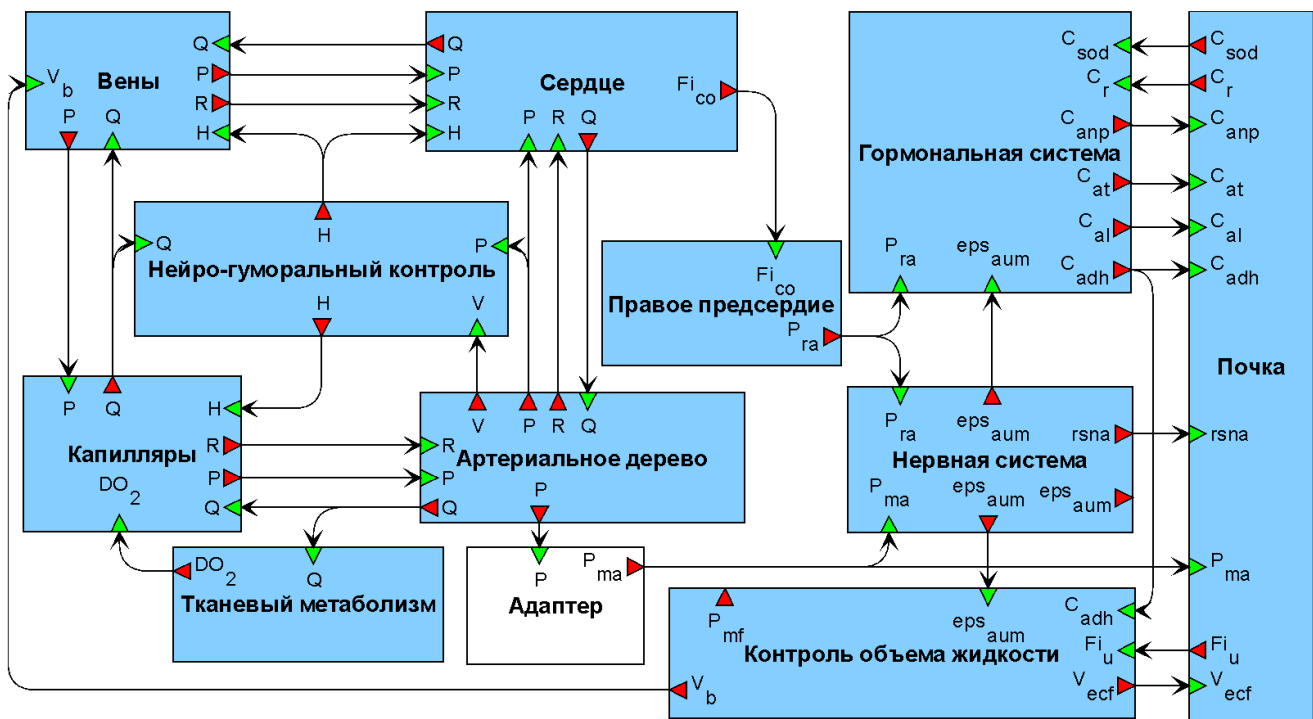 Вены
Q
P
R
H
V b
P
Q
Сердце
Q
P
R
H
P
R
Q
Fi co
Гормональная система
C sod
C r
C anp
C at
C al
C adh
P ra
eps aum
Почка
C sod
C r
C anp
C at
C al
C adh
rsna
P ma
Fi u
V ecf
Нейро-гуморальный контроль
H
Q
P
H
V
Правое предсердие
Fi co
P ra
Капилляры
P
Q
H
R
P
Q
DO 2
Артериальное дерево
V
P
R
Q
R
P
Q
P
Нервная система
P ra
eps aum
rsna
P ma
eps aum
eps aum
Тканевый метаболизм
DO 2
Q
Адаптер
P
P ma
Контроль объема жидкости
P mf
eps aum
C adh
Fi u
V ecf
V b